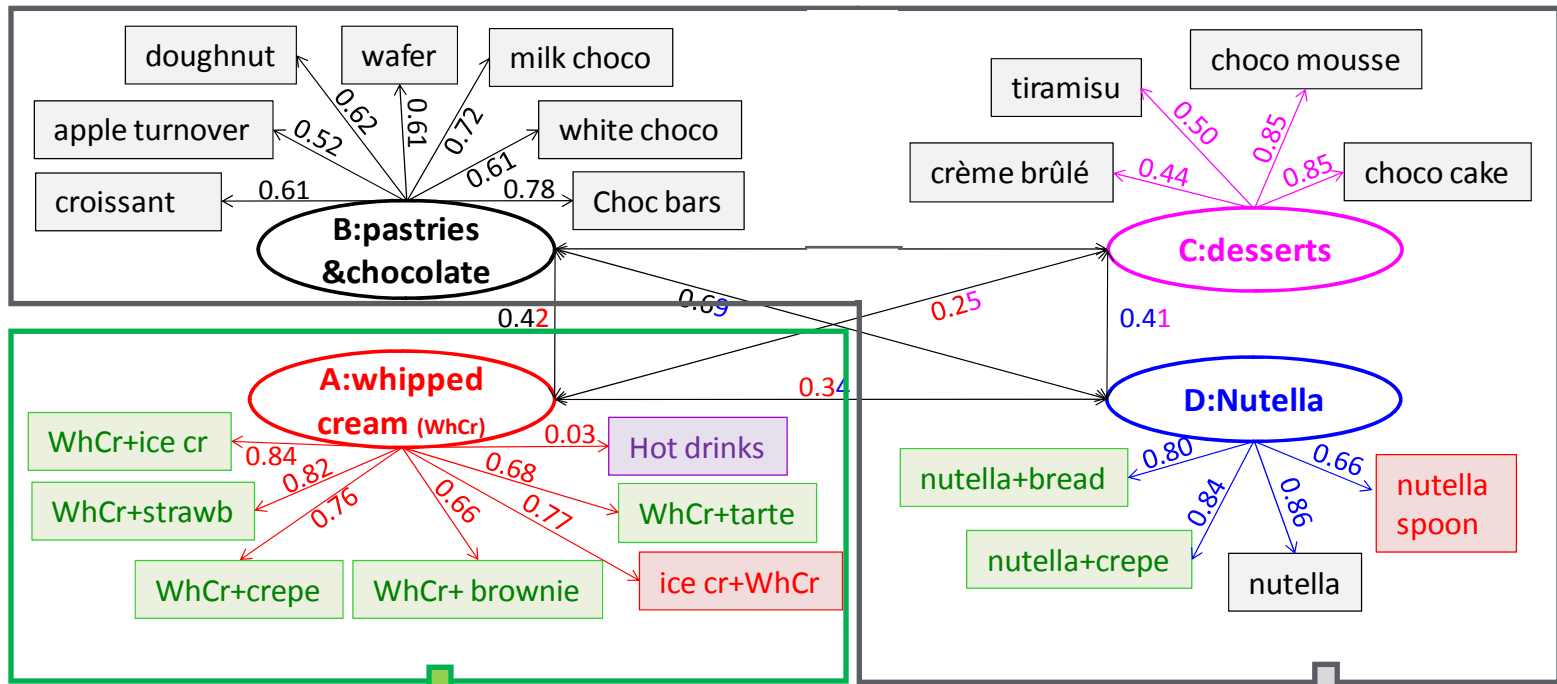 doughnut
wafer
milk choco
apple turnover
white choco
croissant
Choc bars
0.62
0.61
0.72
0.52
0.61
0.61
0.78
B:pastries
&chocolate
choco mousse
tiramisu
crème brûlé
choco cake
0.50
0.85
0.44
0.85
C:desserts
0.42
0.69
0.25
0.41
0.34
A:whipped
cream (WhCr)
WhCr+ice cr
0.84
0.03
Hot drinks
WhCr+strawb
0.82
0.68
WhCr+tarte
0.76
0.66
0.77
WhCr+crepe
WhCr+ brownie
ice cr+WhCr
D:Nutella
nutella+bread
0.80
0.66
nutella
spoon
0.84
0.86
nutella+crepe
nutella